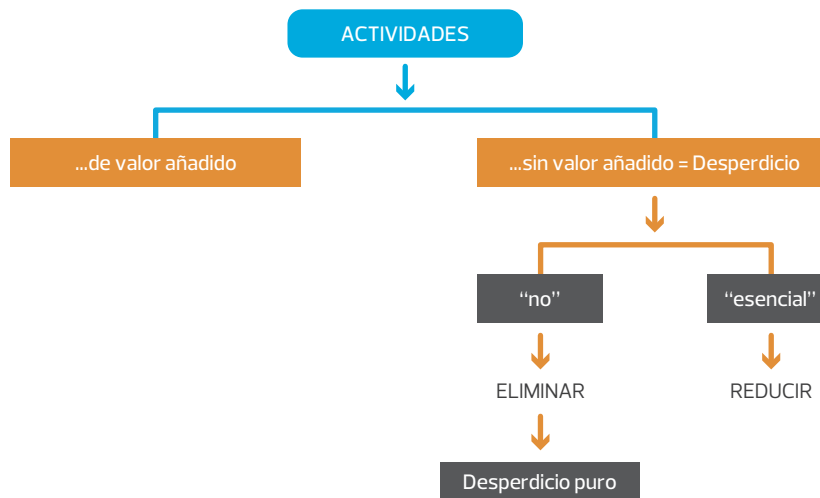 ACTIVIDADES
...de valor añadido
...sin valor añadido = Desperdicio
“no”
“esencial”
ELIMINAR
REDUCIR
Desperdicio puro